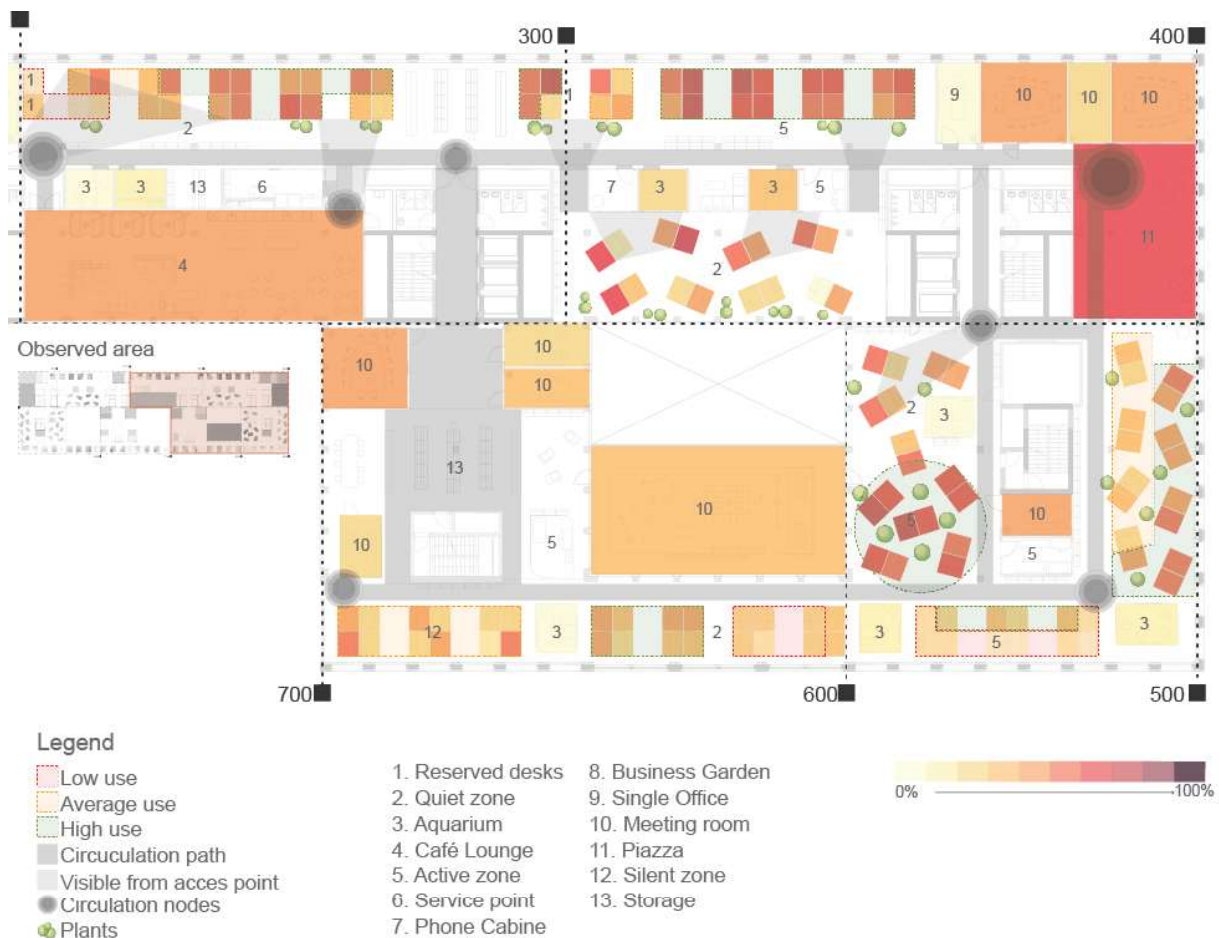 300
400
1
1
1
9
10
10
10
2
5
3
3
13
6
7
3
3
5
11
4
2
Observed area
10
10
10
2
3
13
5
10
10
10
5
5
12
3
2
3
5
3
700
600
500
Legend
Low use
Average use
High use
Circuculation path
Visible from acces point
Circulation nodes
Plants
1. Reserved desks
2. Quiet zone
3. Aquarium
4. Café Lounge
5. Active zone
6. Service point
7. Phone Cabine
8. Business Garden
9. Single Office
10. Meeting room
11. Piazza
12. Silent zone
13. Storage
0%
100%